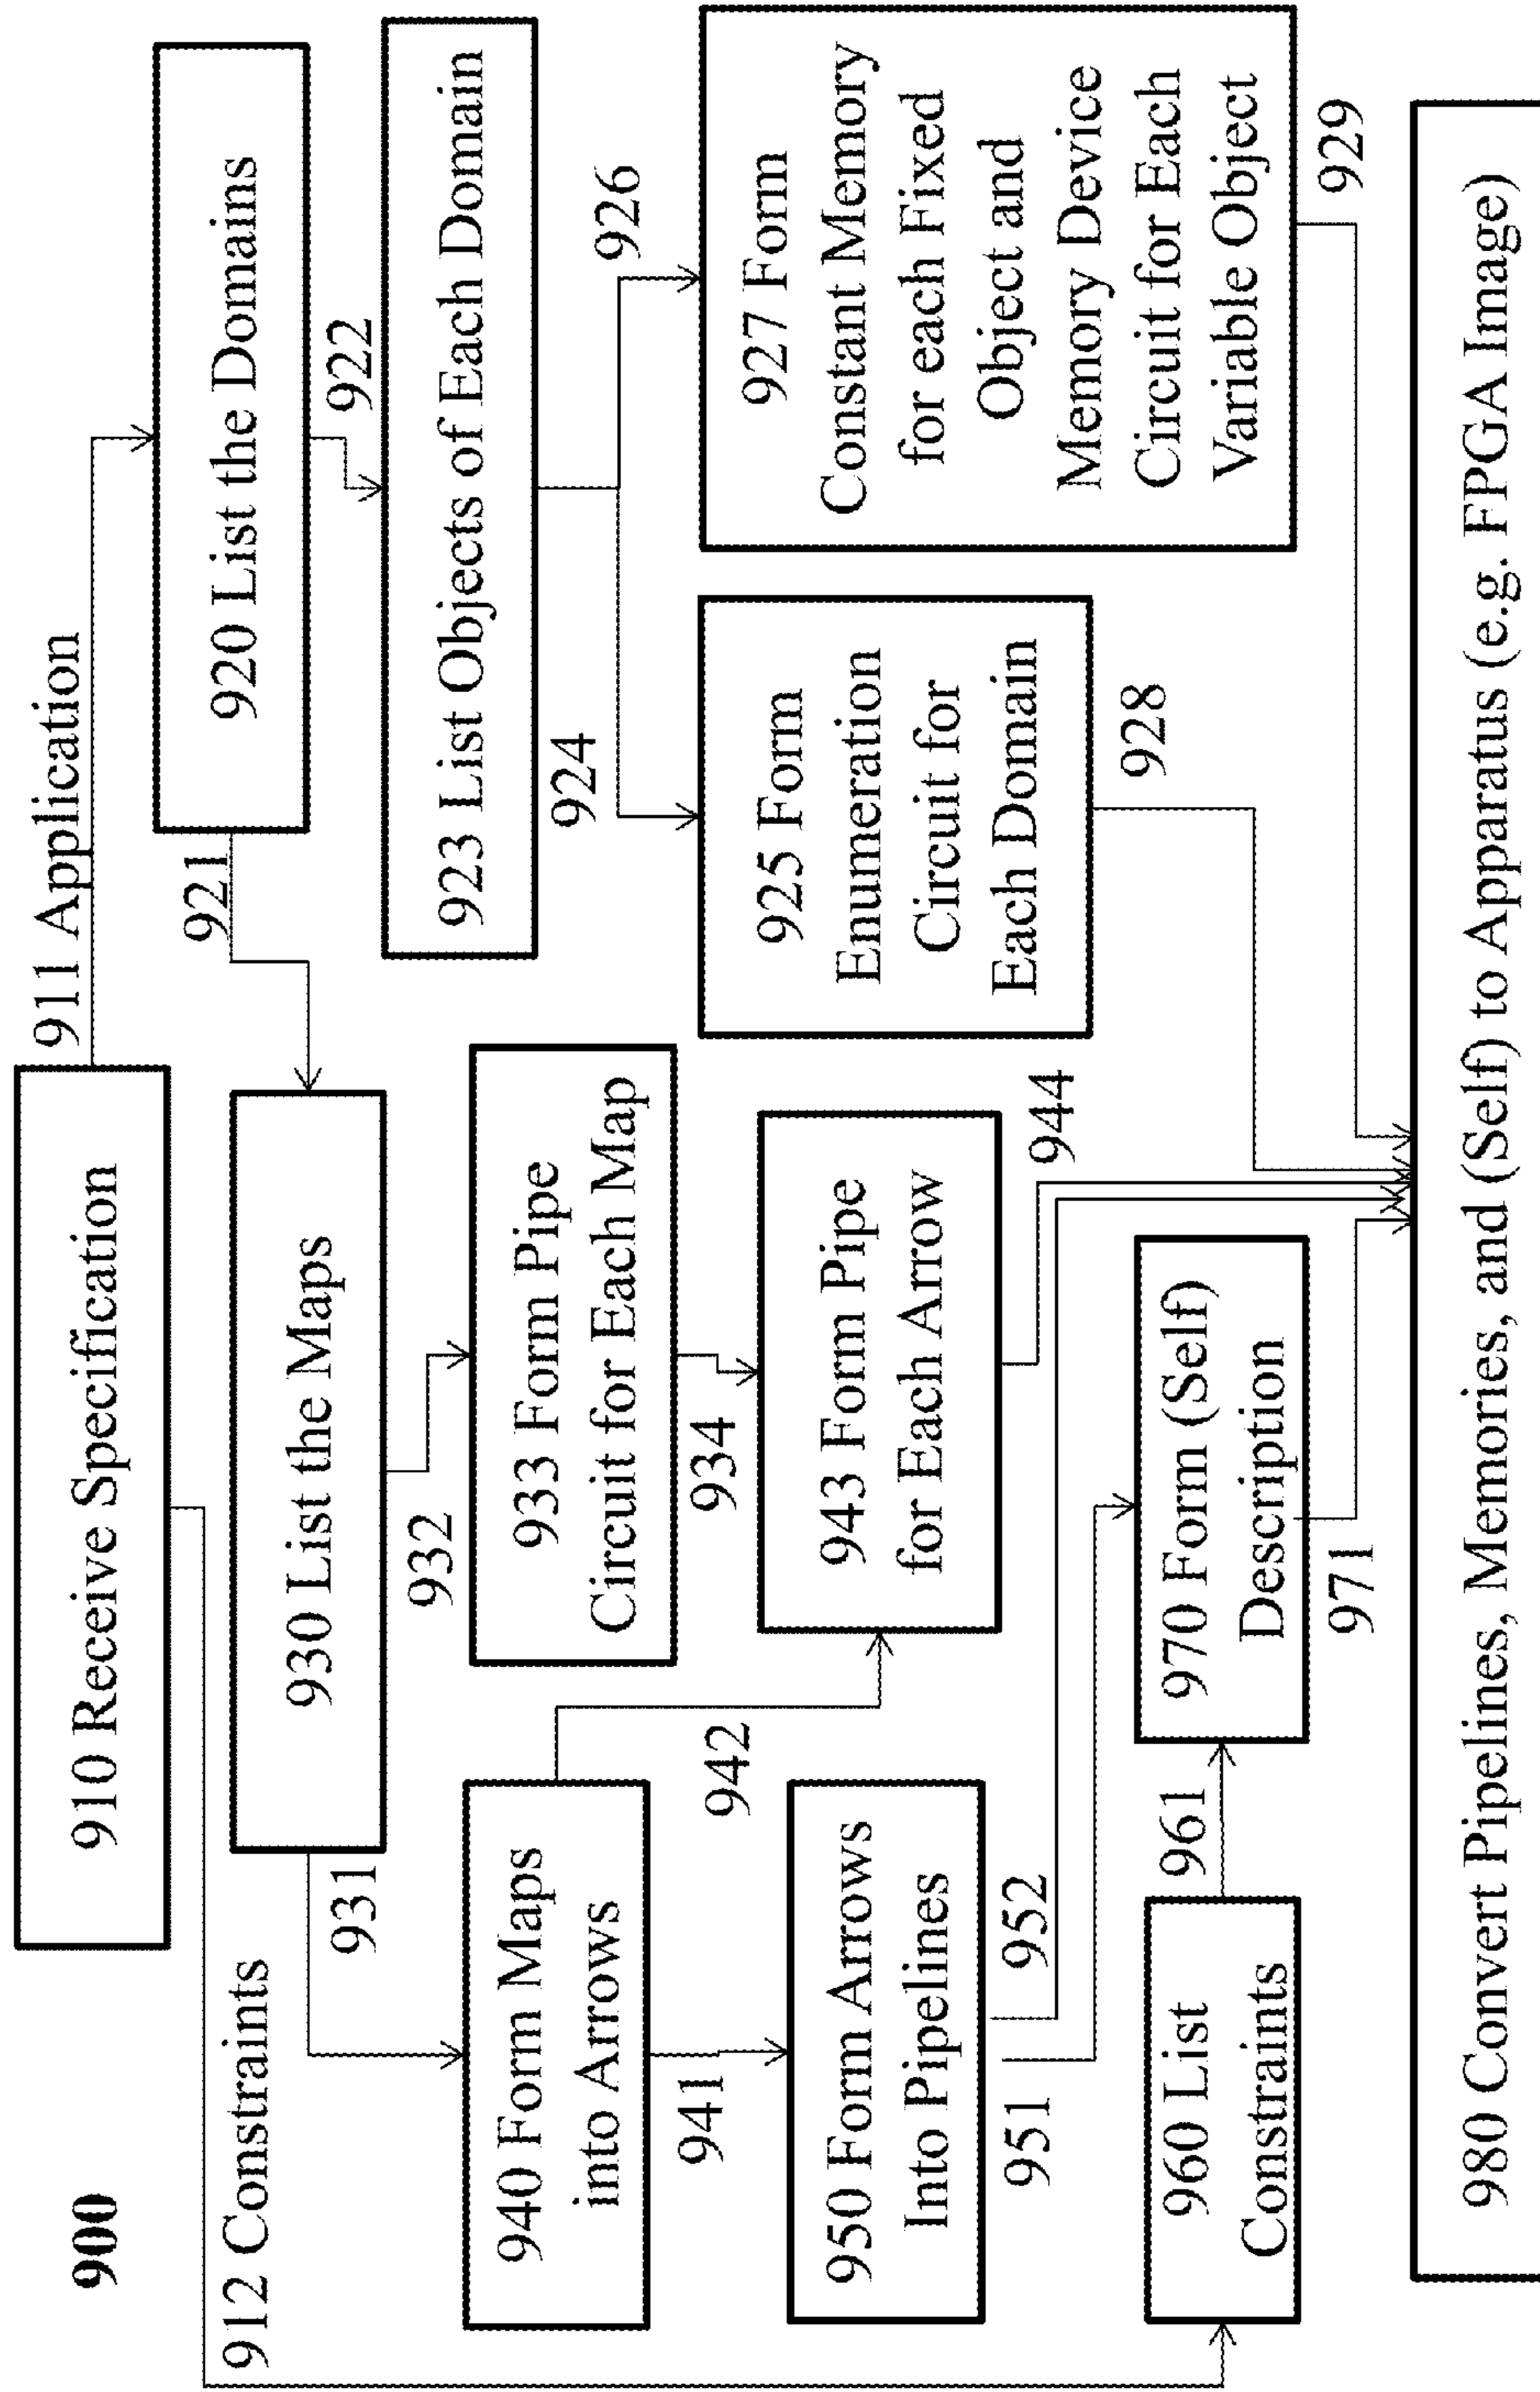 900
910 Receive Specification
911 Application
912 Constraints
920 List the Domains
921
922
930 List the Maps
931
932
923 List Objects of Each Domain
924
926
940 Form Maps
into Arrows
941
942
933 Form Pipe
Circuit for Each Map
934
925 Form
Enumeration
Circuit for
Each Domain
928
927 Form
Constant Memory
for each Fixed
Object and
Memory Device
Circuit for Each
Variable Object
929
950 Form Arrows
Into Pipelines
951
952
943 Form Pipe
for Each Arrow
944
960 List
Constraints
961
970 Form (Self)
Description
971
980 Convert Pipelines, Memories, and (Self) to Apparatus (e.g. FPGA Image)